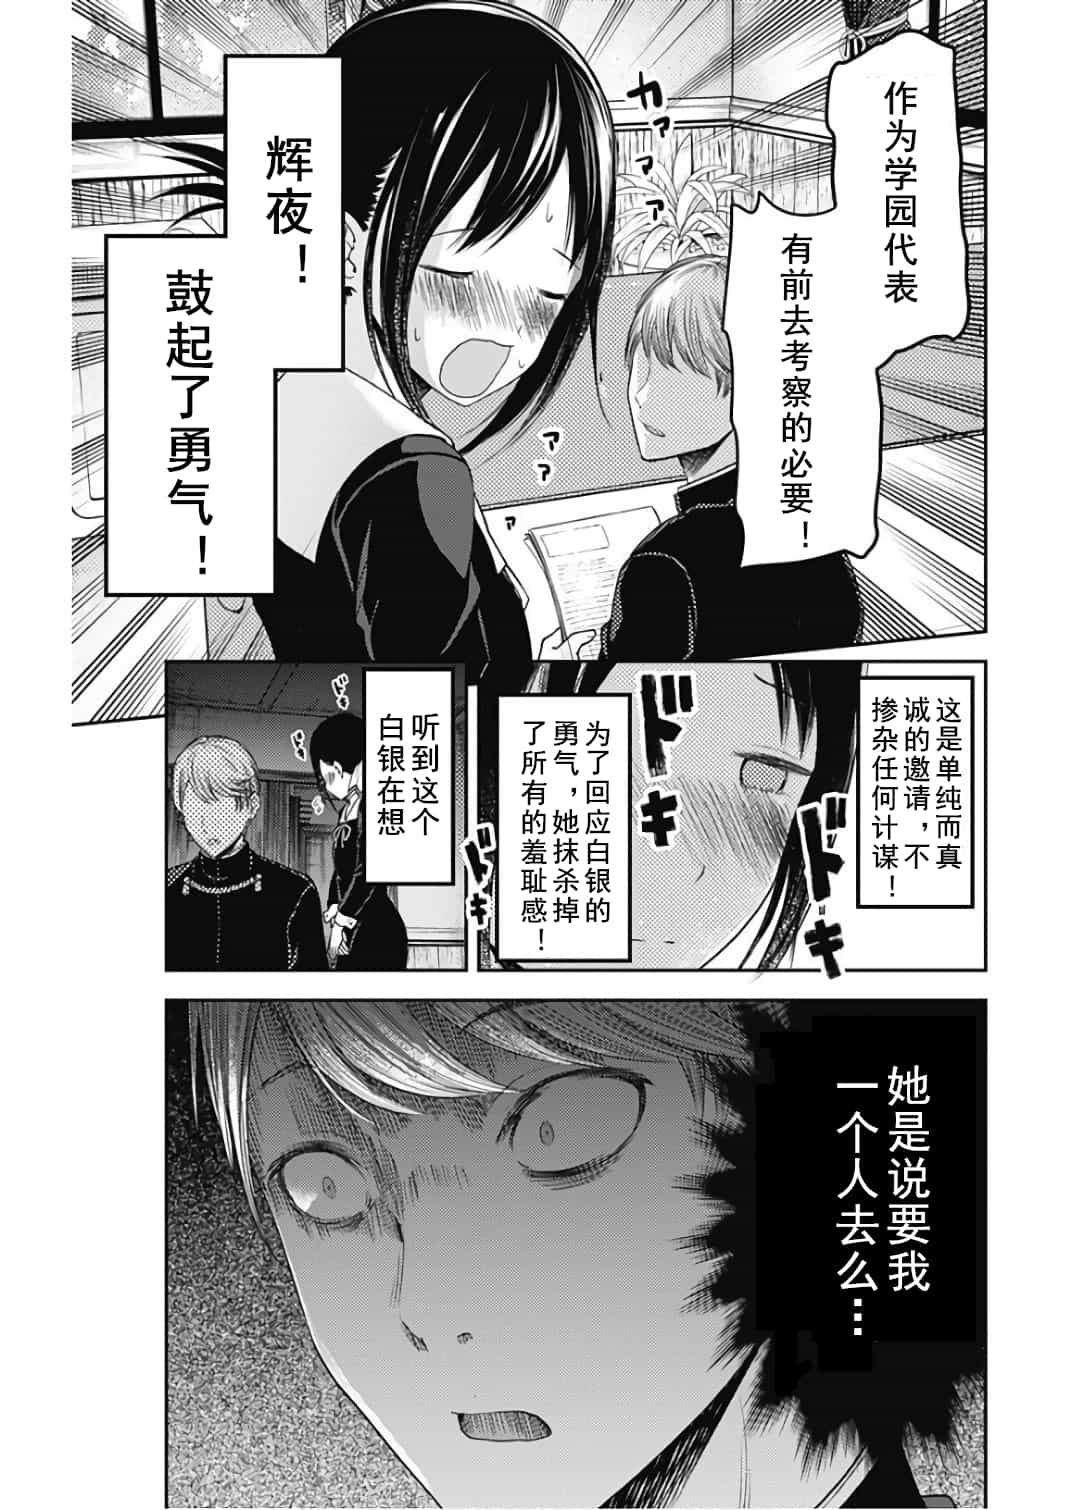 作为学园代表
有前去考察的必要！
カァァ
ァァ
ァ
辉夜！
鼓起了勇气！
这是单纯而真
诚的邀请，不
掺杂任何计谋！
ドキ
ドキ
ドキ
为了回应白银的
勇气，她抹杀掉
了所有的羞耻感！
听到这个
白银在想
她是说要我
一个人去么…